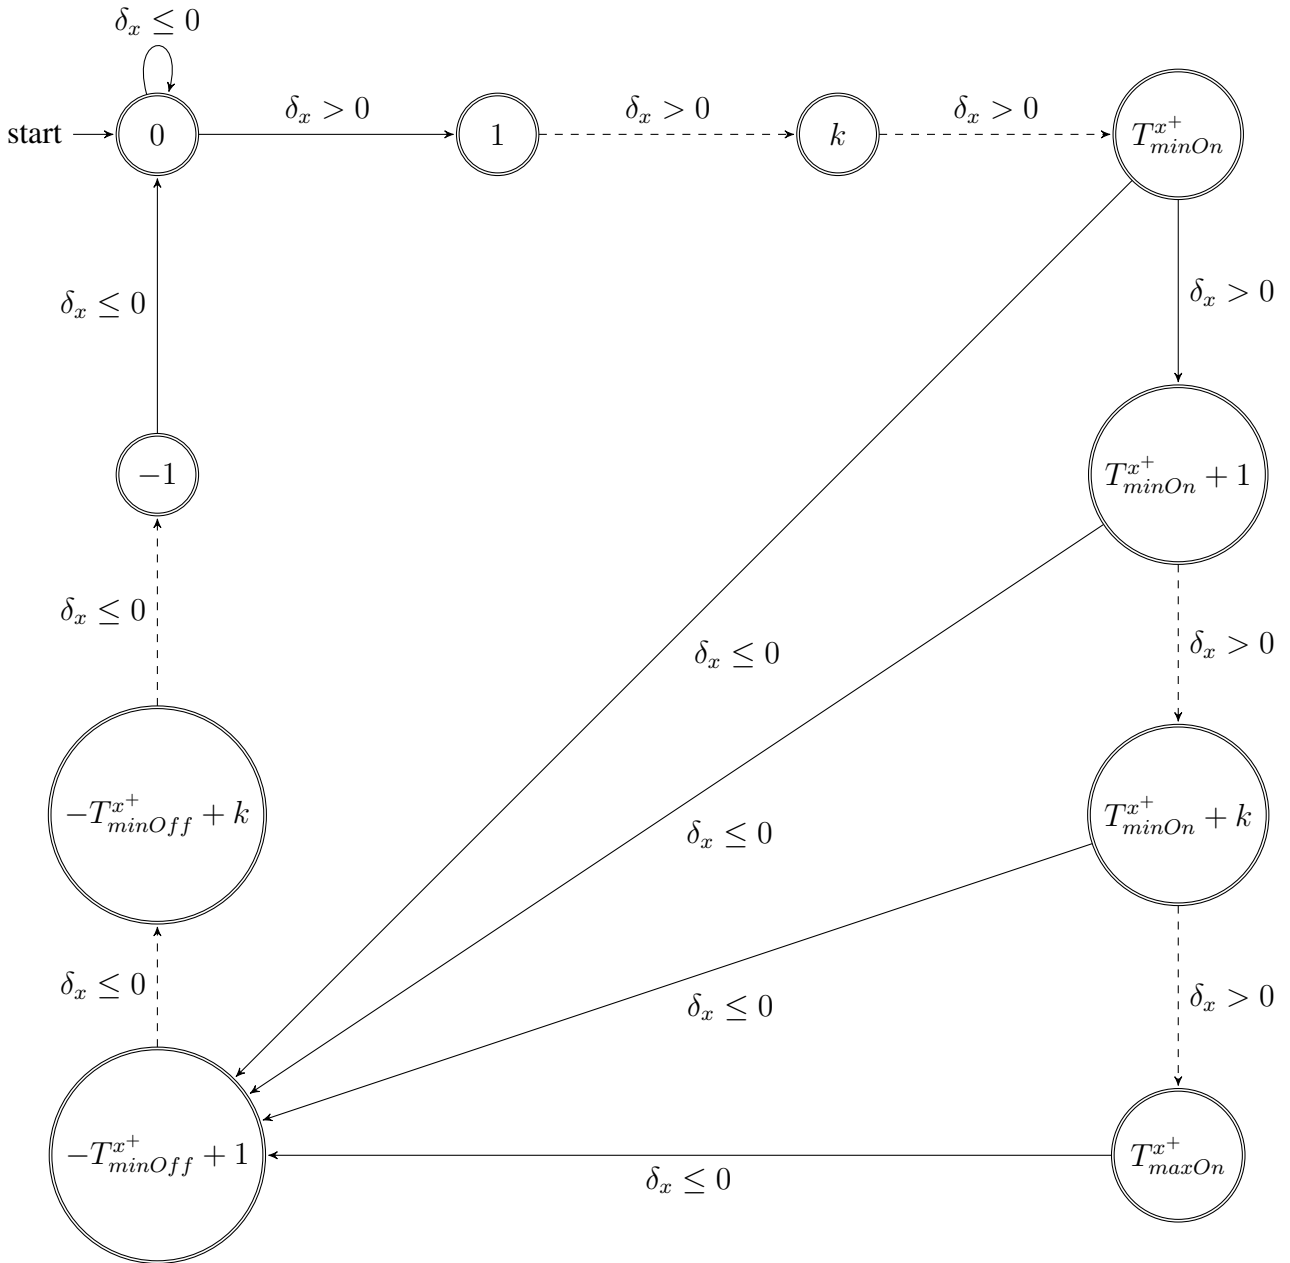 δ_x ≤ 0
start
0
δ_x > 0
1
δ_x > 0
k
δ_x > 0
T^{x^+}_{minOn}
δ_x ≤ 0
δ_x > 0
−1
T^{x^+}_{minOn} + 1
δ_x ≤ 0
δ_x ≤ 0
δ_x > 0
−T^{x^+}_{minOff} + k
δ_x ≤ 0
T^{x^+}_{minOn} + k
δ_x ≤ 0
δ_x ≤ 0
δ_x > 0
−T^{x^+}_{minOff} + 1
δ_x ≤ 0
T^{x^+}_{maxOn}